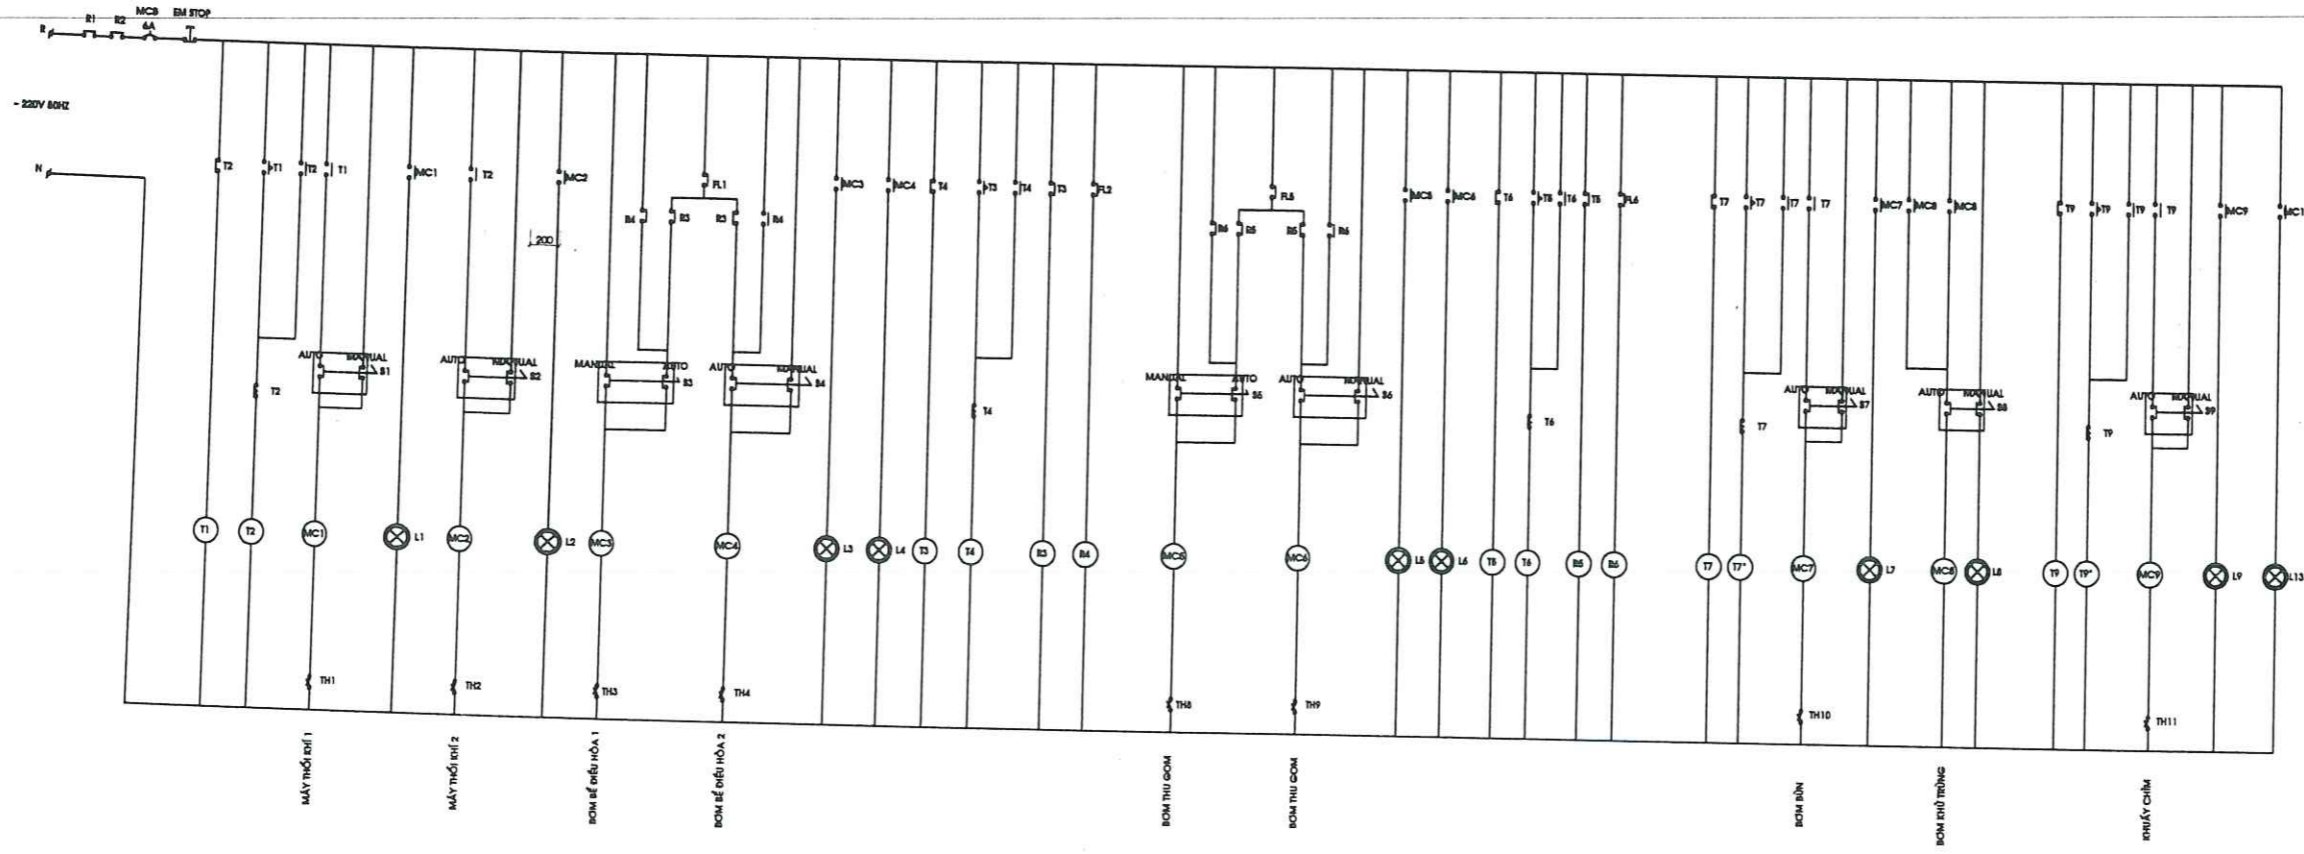 MCB EM STOP
R R1 R2 6A
~ 220V 50HZ
N
T2 T1 T2 T1 MC1 T2 MC2 FL1 MC3 MC4 T4 T3 T4 T3 FL2 FL5 MC5 MC6 T6 T5 T6 T5 FL6 T7 T7 T7 T7 MC7 MC8 MC8 T9 T9 T9 T9 MC9 MC1
R4 R3 R3 R4 R6 R5 R5 R6
200
AUTO MANUAL AUTO MANUAL MANUAL AUTO AUTO MANUAL MANUAL AUTO AUTO MANUAL AUTO MANUAL AUTO MANUAL AUTO MANUAL
S1 S2 S3 S4 S5 S6 S7 S8 S9
T2 T4 T6 T7 T9
T1 T2 MC1 L1 MC2 L2 MC3 MC4 L3 L4 T3 T4 R3 R4 MC5 MC6 L5 L6 T5 T6 R5 R6 T7 T7* MC7 L7 MC8 L8 T9 T9* MC9 L9 L13
TH1 TH2 TH3 TH4 TH8 TH9 TH10 TH11
MÁY THỔI KHÍ 1
MÁY THỔI KHÍ 2
BƠM BỂ ĐIỀU HÒA 1
BƠM BỂ ĐIỀU HÒA 2
BƠM THU GOM
BƠM THU GOM
BƠM BÙN
BƠM KHỬ TRÙNG
KHUẤY CHÌM